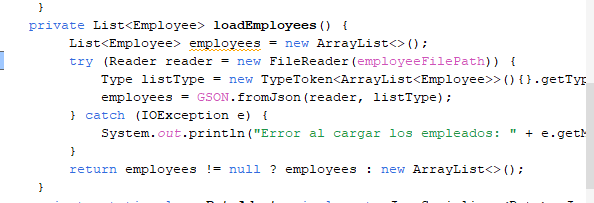 }
private List<Employee> loadEmployees() {
List<Employee> employees = new ArrayList<>();
try (Reader reader = new FileReader(employeeFilePath)) {
Type listType = new TypeToken<ArrayList<Employee>>(){}.getTyp
employees = GSON.fromJson(reader, listType);
} catch (IOException e) {
System.out.println("Error al cargar los empleados: " + e.getM
}
return employees != null ? employees : new ArrayList<>();
}